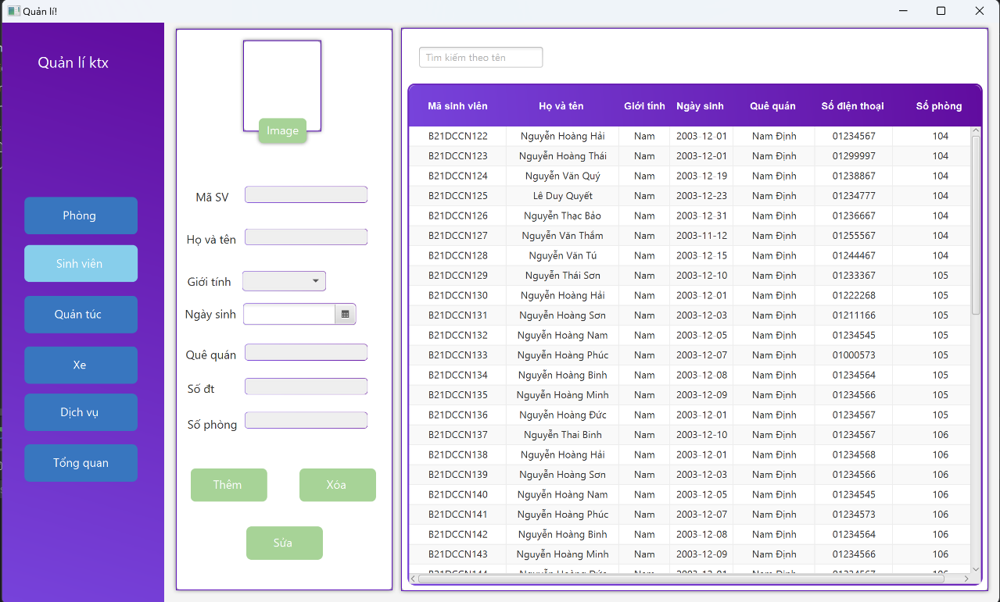 Quản lí!
Quản lí ktx
Phòng
Sinh viên
Quản túc
Xe
Dịch vụ
Tổng quan
Image
Mã SV
Họ và tên
Giới tính
Ngày sinh
Quê quán
Số đt
Số phòng
Thêm
Xóa
Sửa
Tìm kiếm theo tên
Mã sinh viên Họ và tên Giới tính Ngày sinh Quê quán Số điện thoại Số phòng
B21DCCN122 Nguyễn Hoàng Hải Nam 2003-12-01 Nam Định 01234567 104
B21DCCN123 Nguyễn Hoàng Thái Nam 2003-12-01 Nam Định 01299997 104
B21DCCN124 Nguyễn Văn Quý Nam 2003-12-19 Nam Định 01238867 104
B21DCCN125 Lê Duy Quyết Nam 2003-12-23 Nam Định 01234777 104
B21DCCN126 Nguyễn Thạc Bảo Nam 2003-12-31 Nam Định 01236667 104
B21DCCN127 Nguyễn Văn Thắm Nam 2003-11-12 Nam Định 01255567 104
B21DCCN128 Nguyễn Văn Tú Nam 2003-12-15 Nam Định 01244467 104
B21DCCN129 Nguyễn Thái Sơn Nam 2003-12-10 Nam Định 01233367 105
B21DCCN130 Nguyễn Hoàng Hải Nam 2003-12-01 Nam Định 01222268 105
B21DCCN131 Nguyễn Hoàng Sơn Nam 2003-12-03 Nam Định 01211166 105
B21DCCN132 Nguyễn Hoàng Nam Nam 2003-12-05 Nam Định 01234545 105
B21DCCN133 Nguyễn Hoàng Phúc Nam 2003-12-07 Nam Định 01000573 105
B21DCCN134 Nguyễn Hoàng Binh Nam 2003-12-08 Nam Định 01234564 105
B21DCCN135 Nguyễn Hoàng Minh Nam 2003-12-09 Nam Định 01234566 105
B21DCCN136 Nguyễn Hoàng Đức Nam 2003-12-01 Nam Định 01234567 105
B21DCCN137 Nguyễn Thai Binh Nam 2003-12-10 Nam Định 01234567 106
B21DCCN138 Nguyễn Hoàng Hải Nam 2003-12-01 Nam Định 01234568 106
B21DCCN139 Nguyễn Hoàng Sơn Nam 2003-12-03 Nam Định 01234566 106
B21DCCN140 Nguyễn Hoàng Nam Nam 2003-12-05 Nam Định 01234545 106
B21DCCN141 Nguyễn Hoàng Phúc Nam 2003-12-07 Nam Định 01234573 106
B21DCCN142 Nguyễn Hoàng Binh Nam 2003-12-08 Nam Định 01234564 106
B21DCCN143 Nguyễn Hoàng Minh Nam 2003-12-09 Nam Định 01234566 106